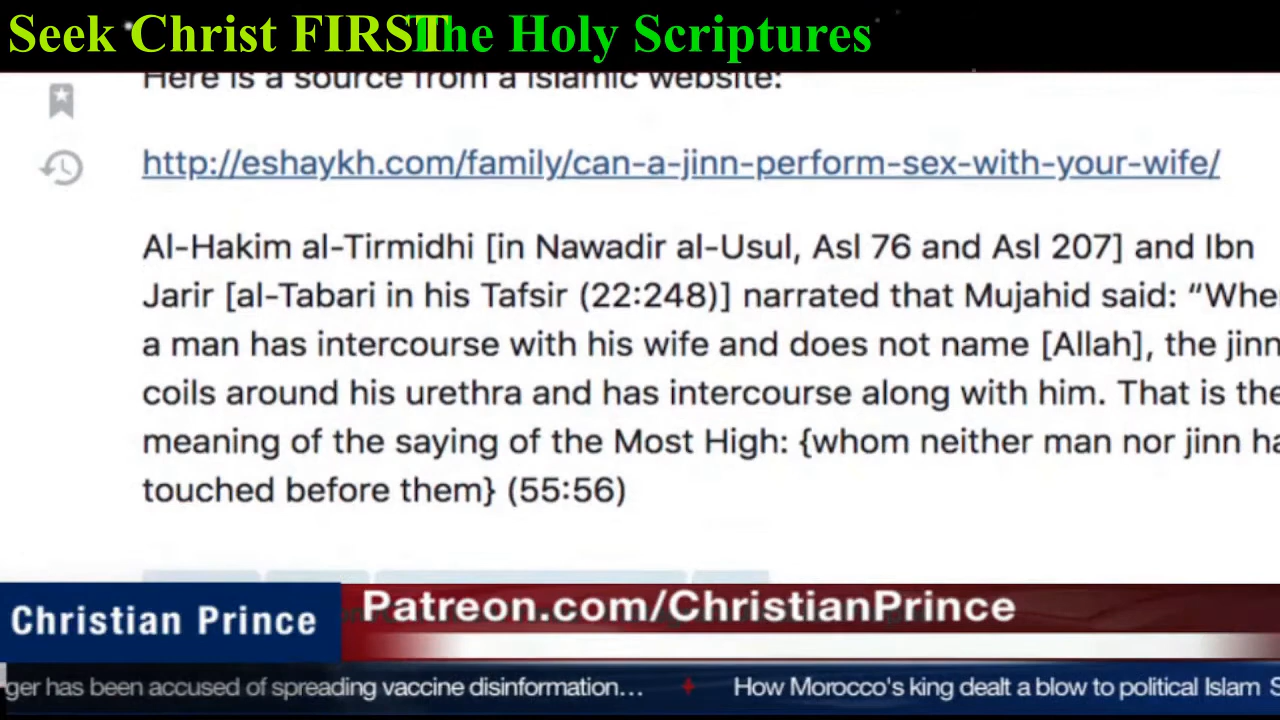 Seek Christ FIRST The Holy Scriptures
Here is a source from a Islamic website:
http://eshaykh.com/family/can-a-jinn-perform-sex-with-your-wife/
Al-Hakim al-Tirmidhi [in Nawadir al-Usul, Asl 76 and Asl 207] and Ibn
Jarir [al-Tabari in his Tafsir (22:248)] narrated that Mujahid said: “Whe
a man has intercourse with his wife and does not name [Allah], the jinn
coils around his urethra and has intercourse along with him. That is the
meaning of the saying of the Most High: {whom neither man nor jinn ha
touched before them} (55:56)
Christian Prince
Patreon.com/ChristianPrince
ger has been accused of spreading vaccine disinformation... How Morocco's king dealt a blow to political Islam S